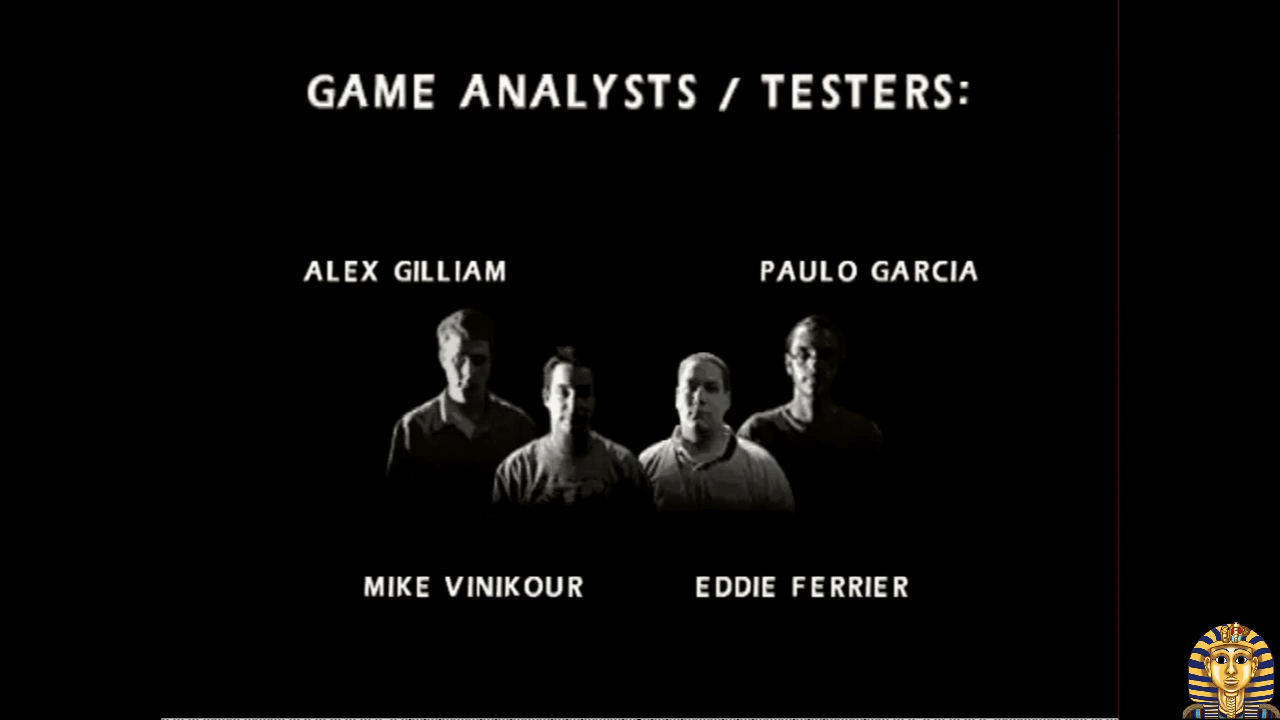 GAME ANALYSTS / TESTERS:
ALEX GILLIAM
PAULO GARCIA
MIKE VINIKOUR
EDDIE FERRIER